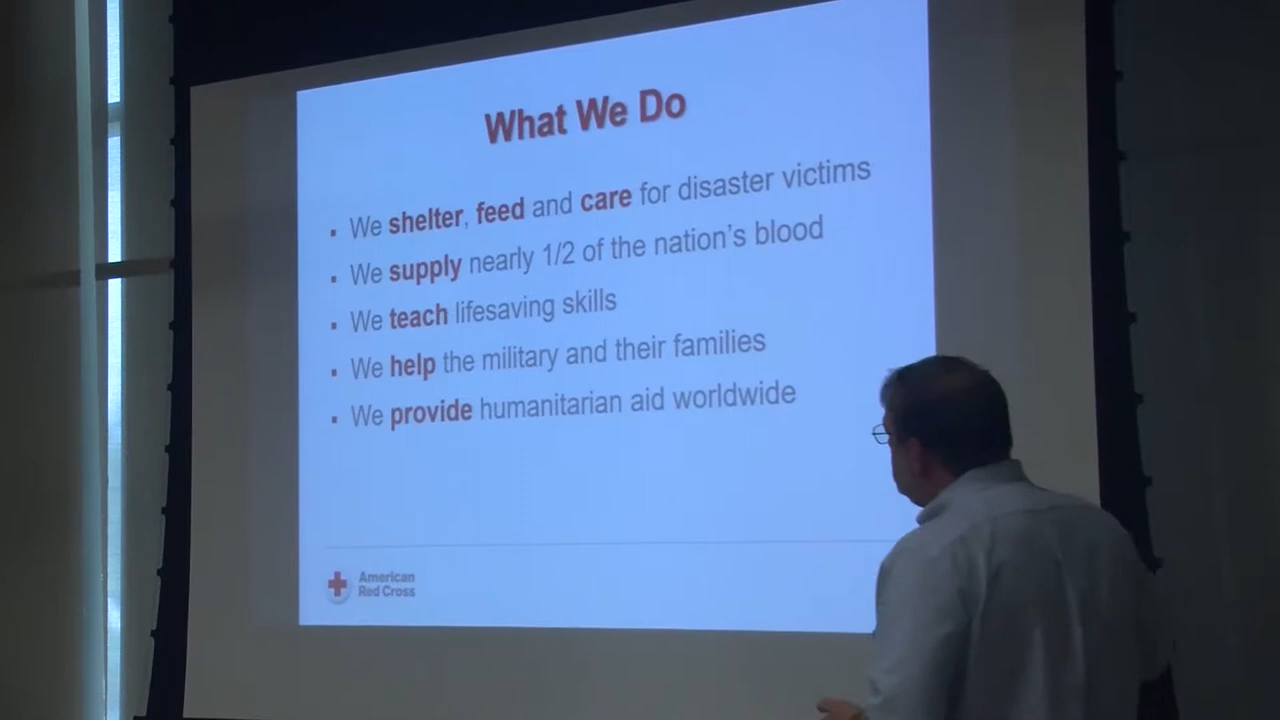 What We Do
▪ We shelter, feed and care for disaster victims
▪ We supply nearly 1/2 of the nation's blood
▪ We teach lifesaving skills
▪ We help the military and their families
▪ We provide humanitarian aid worldwide
American
Red Cross